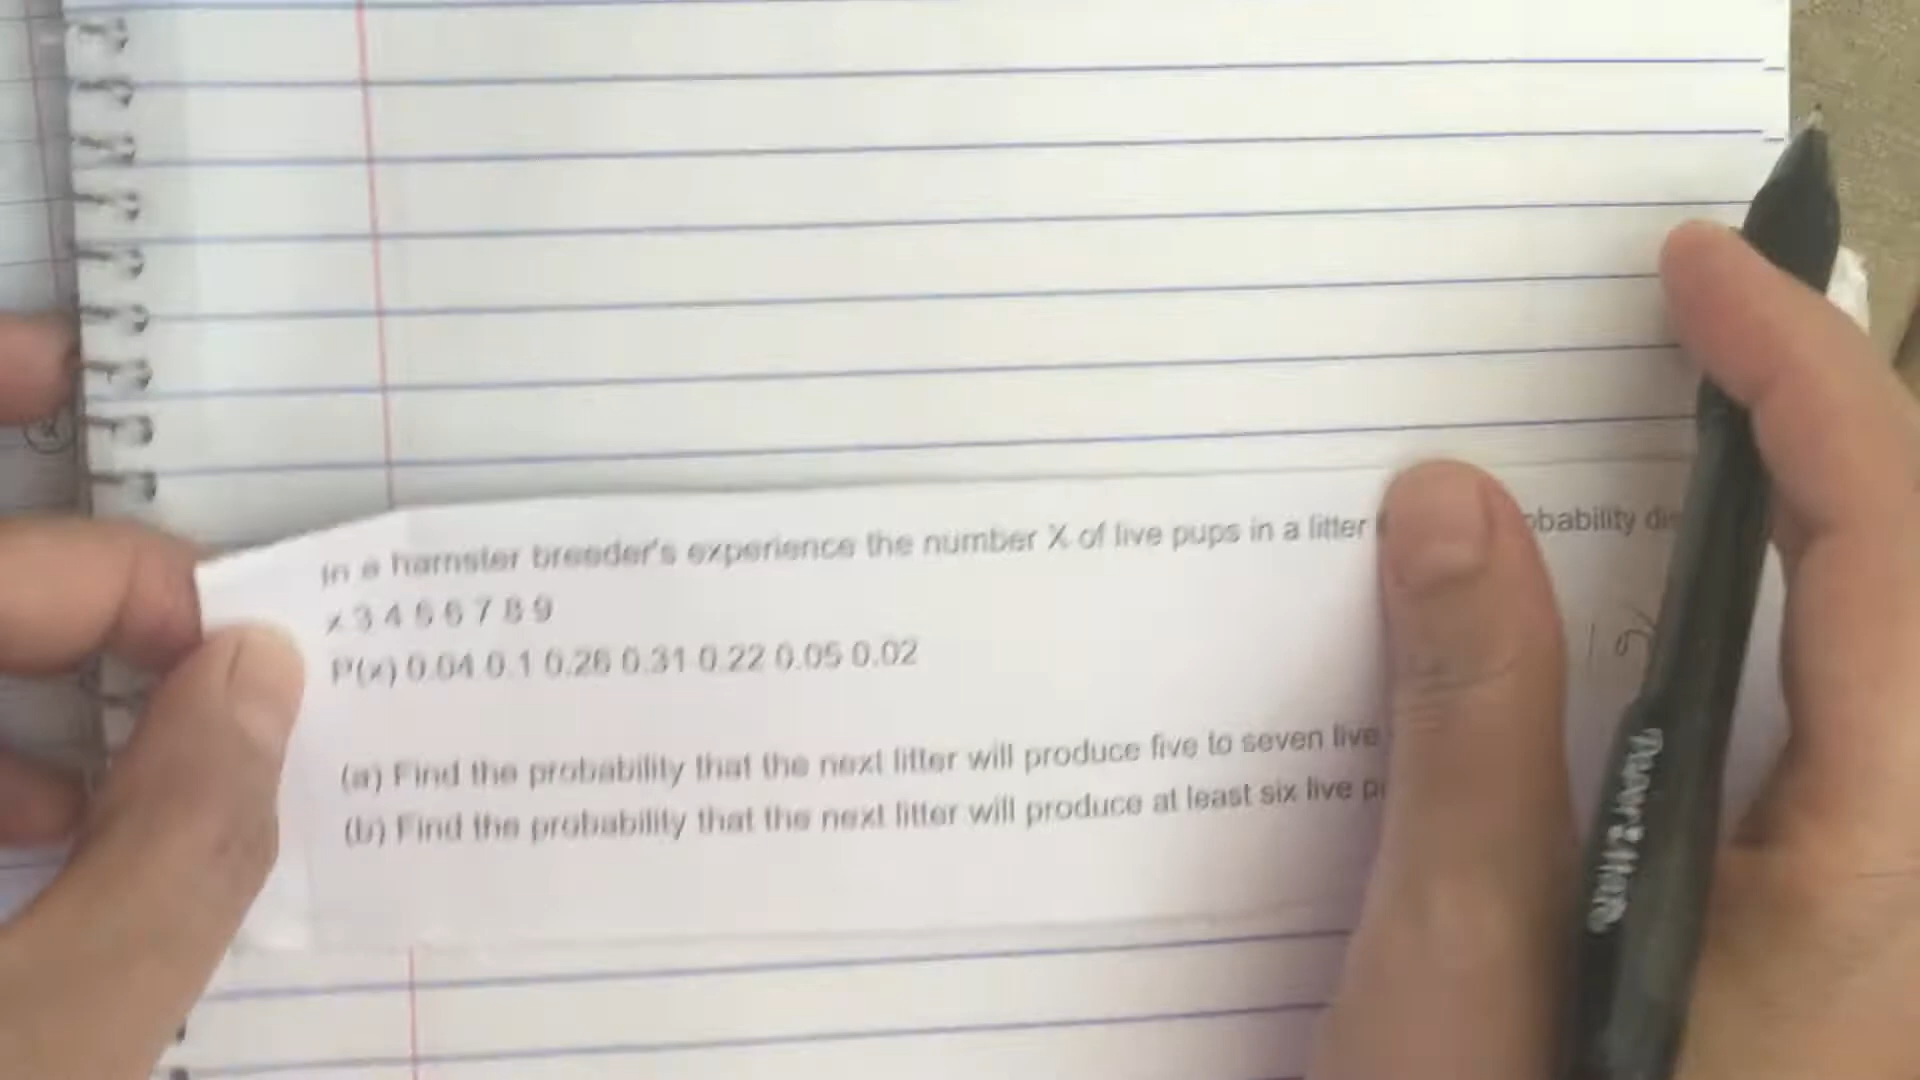 In a hamster breeder's experience the number X of live pups in a litter
x 3 4 5 6 7 8 9
P(x) 0.04 0.1 0.26 0.31 0.22 0.05 0.02
(a) Find the probability that the next litter will produce five to seven live
(b) Find the probability that the next litter will produce at least six live